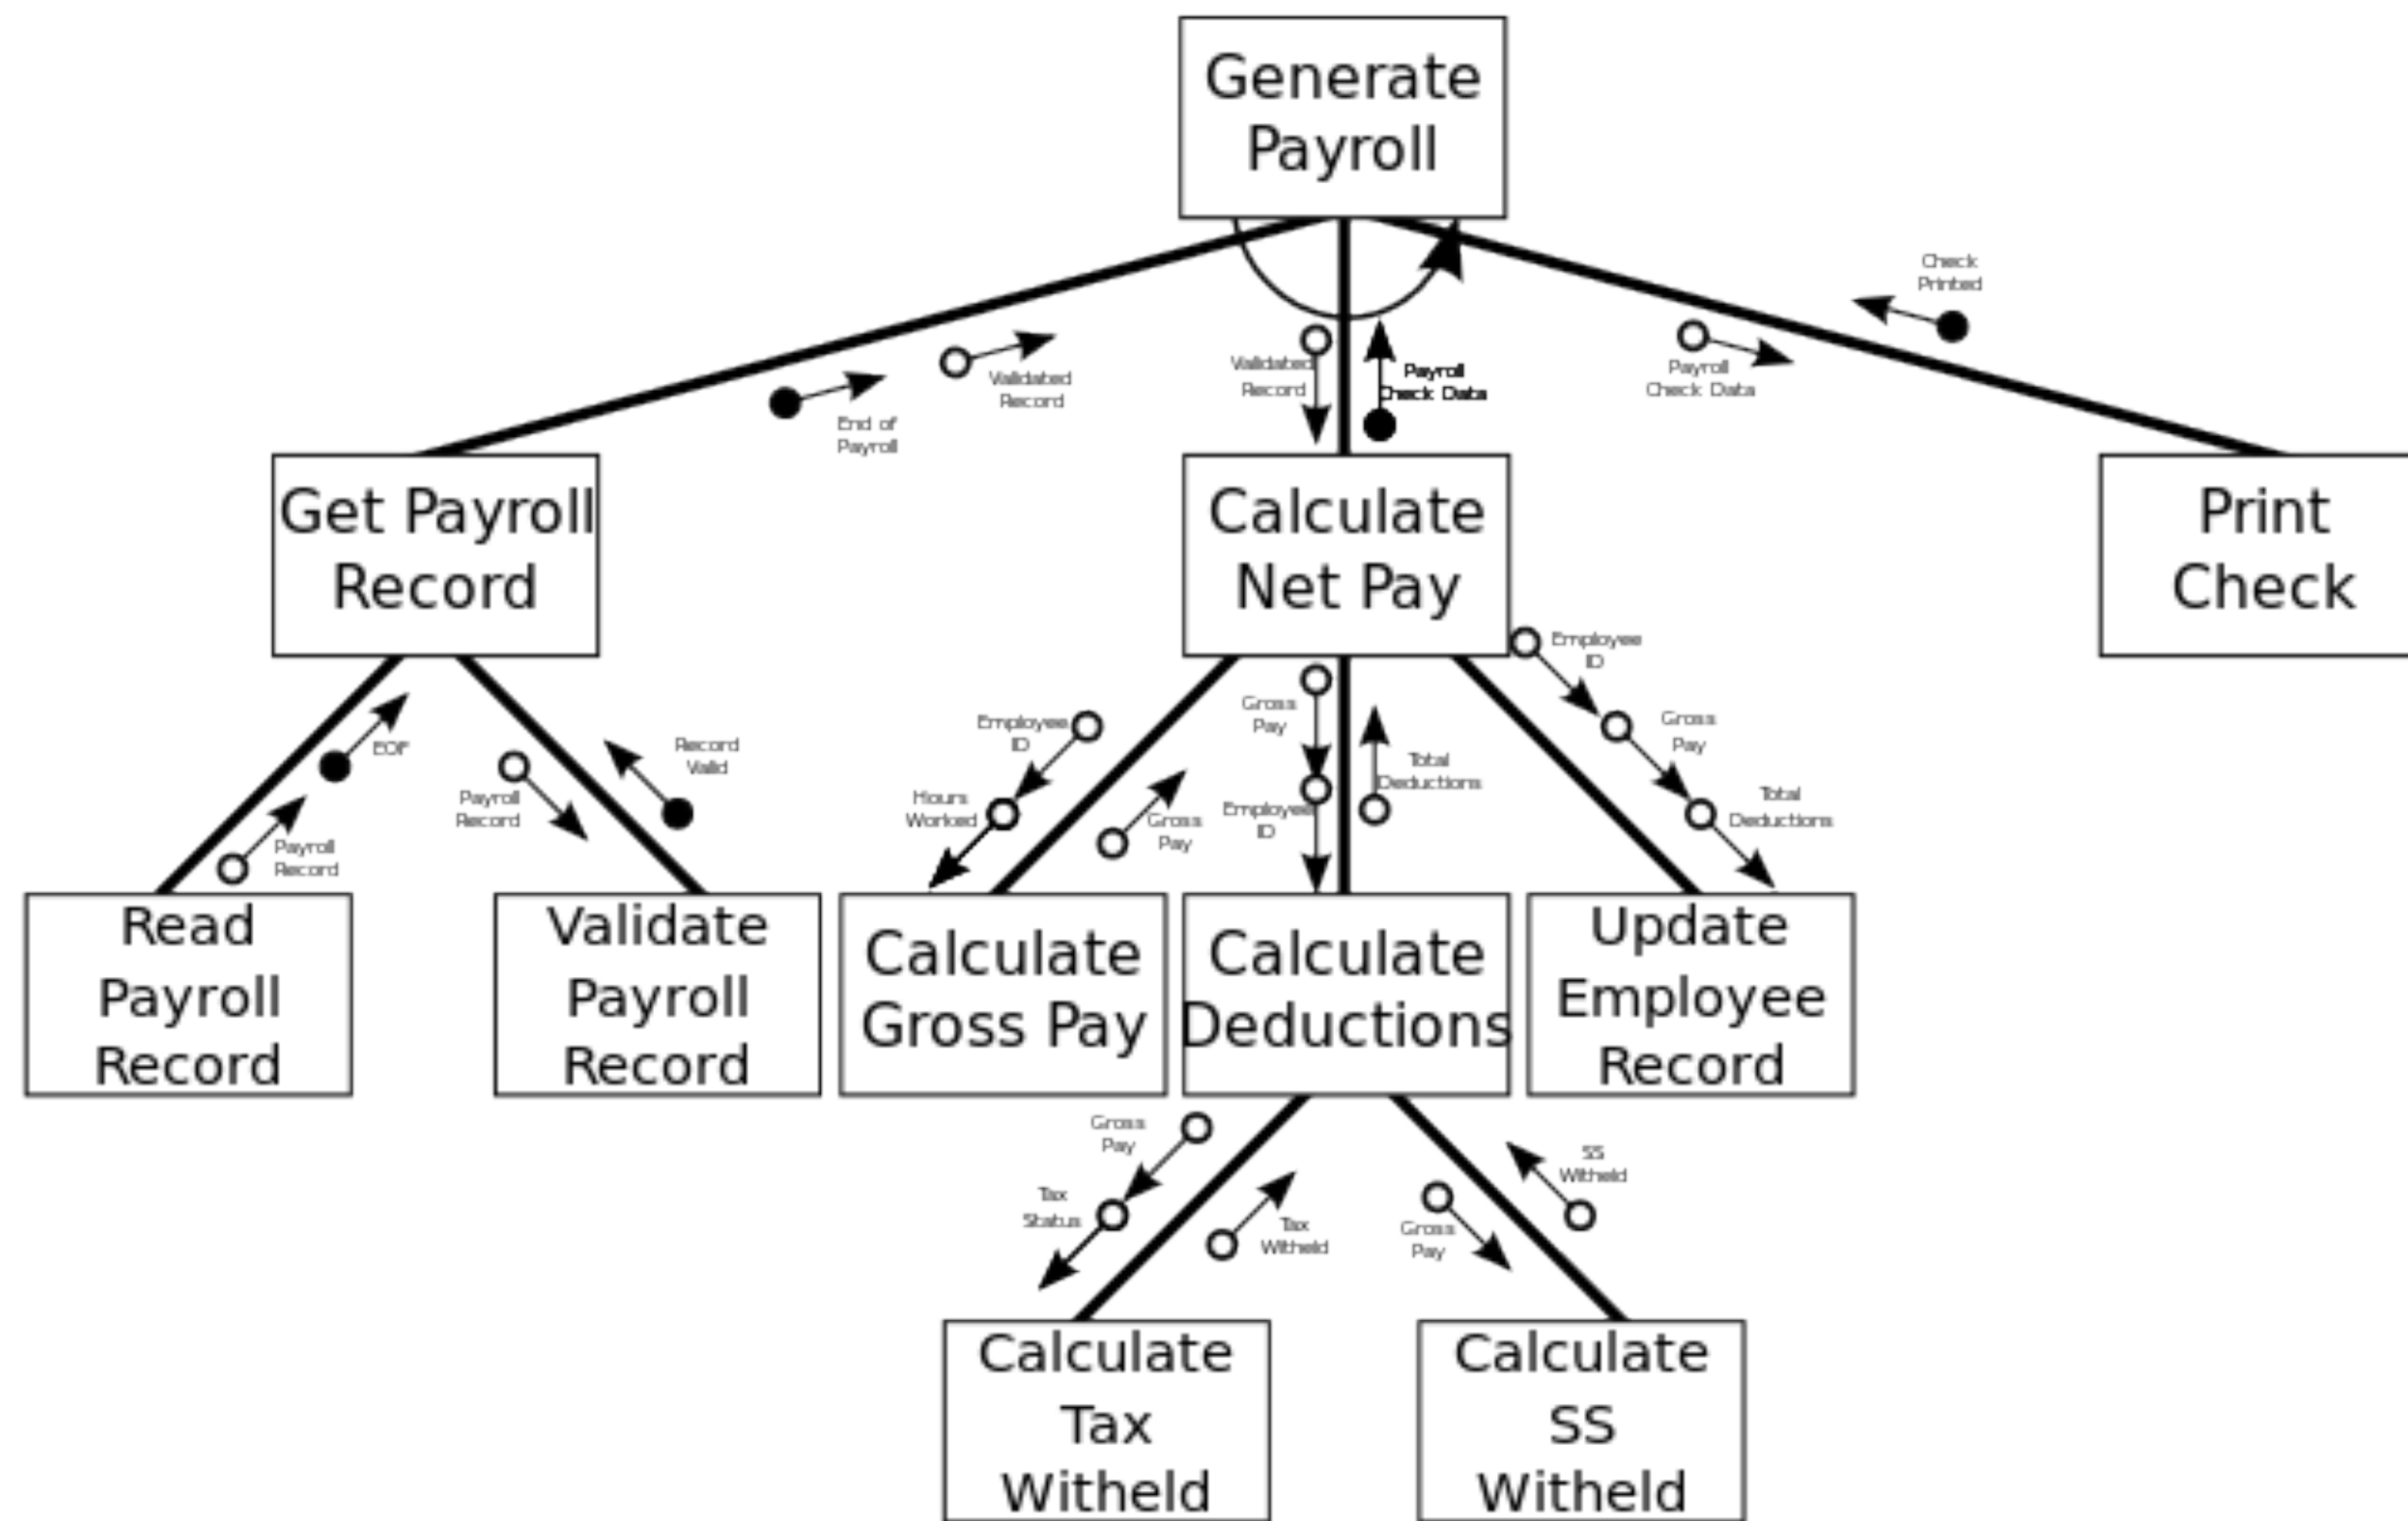 Generate
Payroll
Check
Printed
Validated
Record
End of
Payroll
Validated
Record
Payroll
Check Data
Payroll
Check Data
Get Payroll
Record
Calculate
Net Pay
Print
Check
Employee
ID
Gross
Pay
Total
Deductions
EOF
Payroll
Record
Payroll
Record
Record
Valid
Employee
ID
Hours
Worked
Gross
Pay
Gross
Pay
Employee
ID
Total
Deductions
Read
Payroll
Record
Validate
Payroll
Record
Calculate
Gross Pay
Calculate
Deductions
Update
Employee
Record
Gross
Pay
Tax
Status
Tax
Witheld
Gross
Pay
SS
Witheld
Calculate
Tax
Witheld
Calculate
SS
Witheld